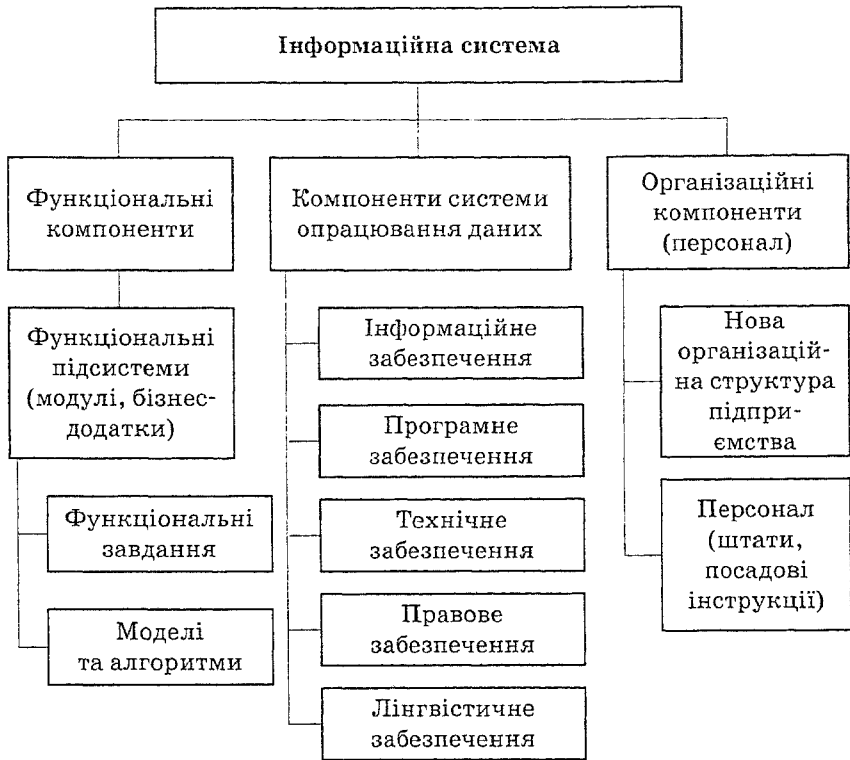 Інформаційна система
Функціональні
компоненти
Компоненти системи
опрацювання даних
Організаційні
компоненти
(персонал)
Функціональні
підсистеми
(модулі, бізнес-
додатки)
Функціональні
завдання
Моделі
та алгоритми
Інформаційне
забезпечення
Програмне
забезпечення
Технічне
забезпечення
Правове
забезпечення
Лінгвістичне
забезпечення
Нова
організацій-
на структура
підпри-
ємства
Персонал
(штати,
посадові
інструкції)